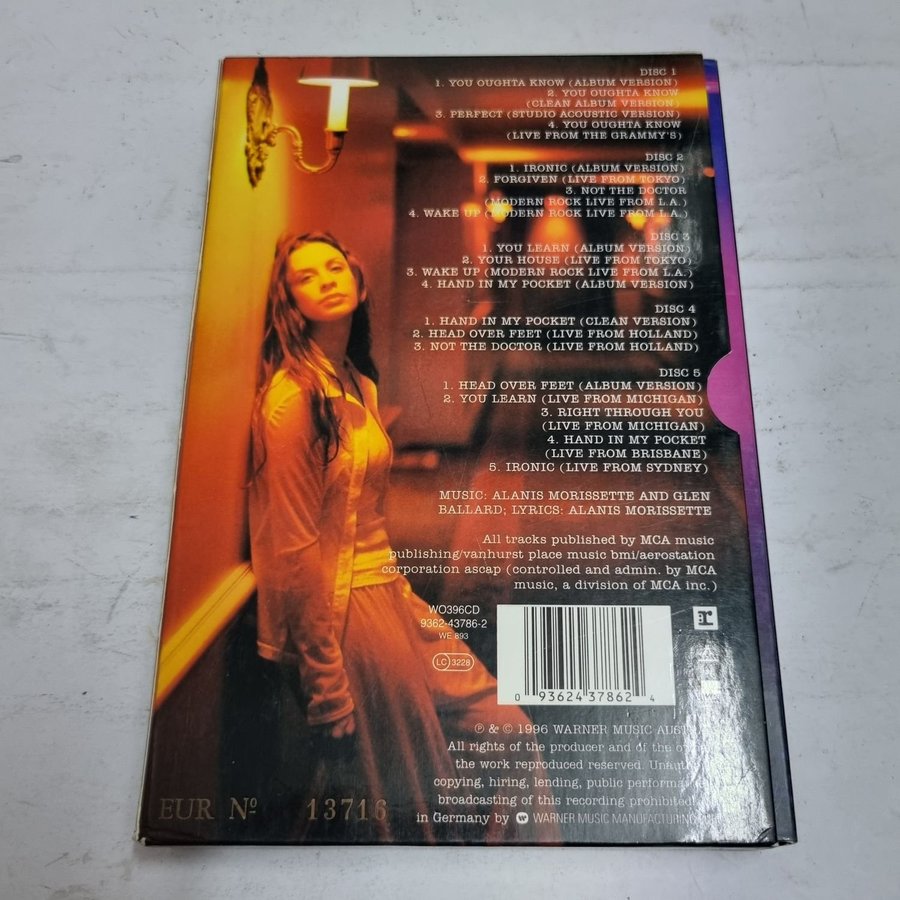 DISC 1
1. YOU OUGHTA KNOW (ALBUM VERSION)
2. YOU OUGHTA KNOW
(CLEAN ALBUM VERSION)
3. PERFECT (STUDIO ACOUSTIC VERSION)
4. YOU OUGHTA KNOW
(LIVE FROM THE GRAMMY'S)
DISC 2
1. IRONIC (ALBUM VERSION)
2. FORGIVEN (LIVE FROM TOKYO)
3. NOT THE DOCTOR
(MODERN ROCK LIVE FROM L.A.)
4. WAKE UP (MODERN ROCK LIVE FROM L.A.)
DISC 3
1. YOU LEARN (ALBUM VERSION)
2. YOUR HOUSE (LIVE FROM TOKYO)
3. WAKE UP (MODERN ROCK LIVE FROM L.A.)
4. HAND IN MY POCKET (ALBUM VERSION)
DISC 4
1. HAND IN MY POCKET (CLEAN VERSION)
2. HEAD OVER FEET (LIVE FROM HOLLAND)
3. NOT THE DOCTOR (LIVE FROM HOLLAND)
DISC 5
1. HEAD OVER FEET (ALBUM VERSION)
2. YOU LEARN (LIVE FROM MICHIGAN)
3. RIGHT THROUGH YOU
(LIVE FROM MICHIGAN)
4. HAND IN MY POCKET
(LIVE FROM BRISBANE)
5. IRONIC (LIVE FROM SYDNEY)
MUSIC: ALANIS MORISSETTE AND GLEN
BALLARD; LYRICS: ALANIS MORISSETTE
All tracks published by MCA music
publishing/vanhurst place music bmi/aerostation
corporation ascap (controlled and admin. by MCA
music, a division of MCA inc.)
WO396CD
9362-43786-2
WE 893
LC 3228
r
0 93624 37862 4
℗ & © 1996 WARNER MUSIC
All rights of the producer and of the
the work reproduced reserved.
copying, hiring, lending, public
broadcasting of this recording prohibited
in Germany by WARNER MUSIC MANUFACTURING
EUR Nº 13716